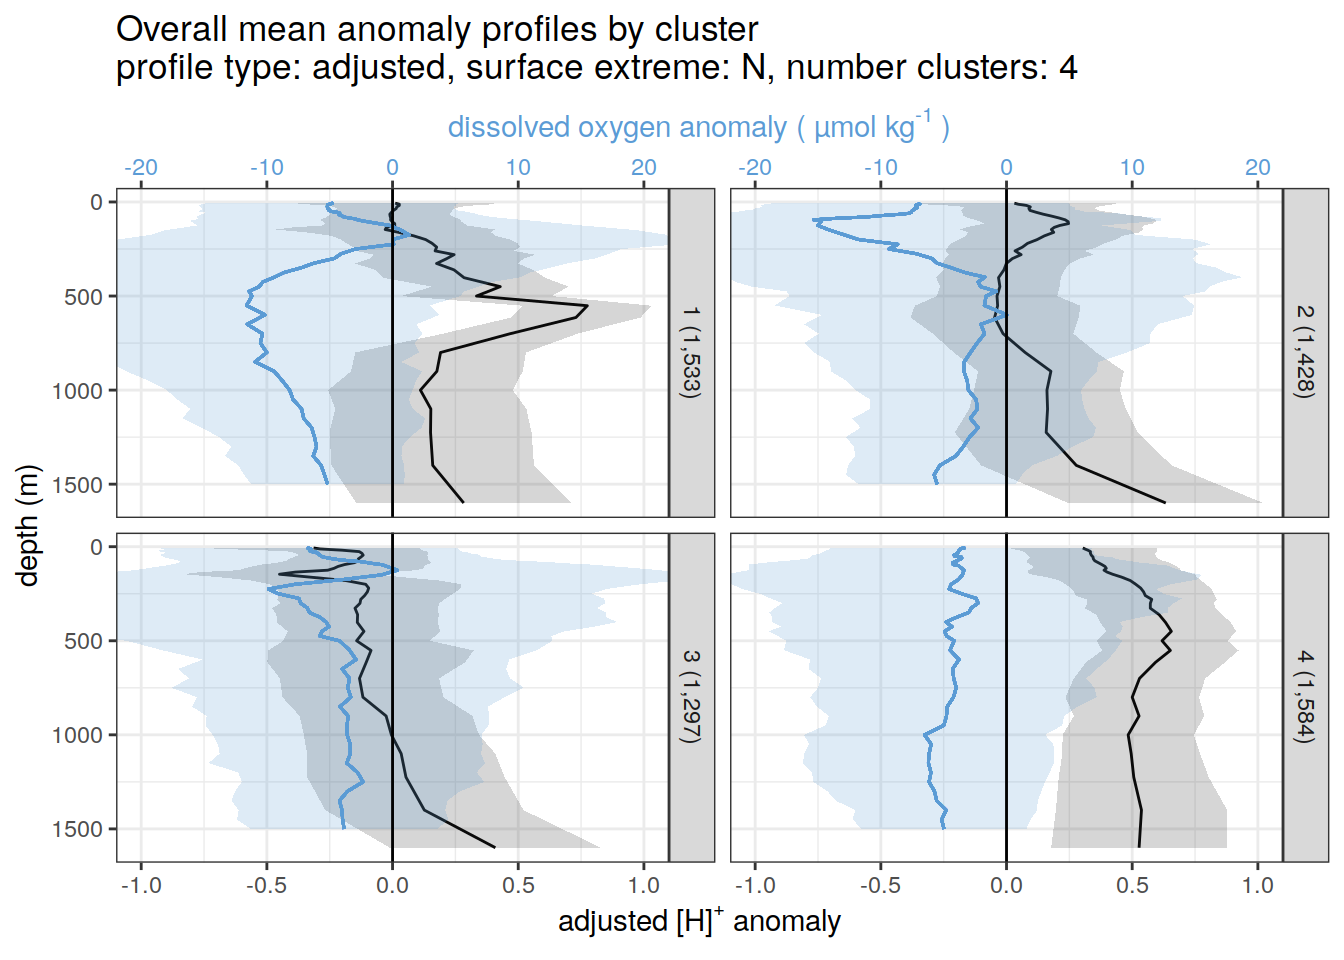 Overall mean anomaly profiles by cluster
profile type: adjusted, surface extreme: N, number clusters: 4
dissolved oxygen anomaly ( µmol kg⁻¹ )
-20 -10 0 10 20 -20 -10 0 10 20
0
500
1000
1500
1 (1,533)
2 (1,428)
0
500
1000
1500
3 (1,297)
4 (1,584)
depth (m)
-1.0 -0.5 0.0 0.5 1.0 -1.0 -0.5 0.0 0.5 1.0
adjusted [H]⁺ anomaly